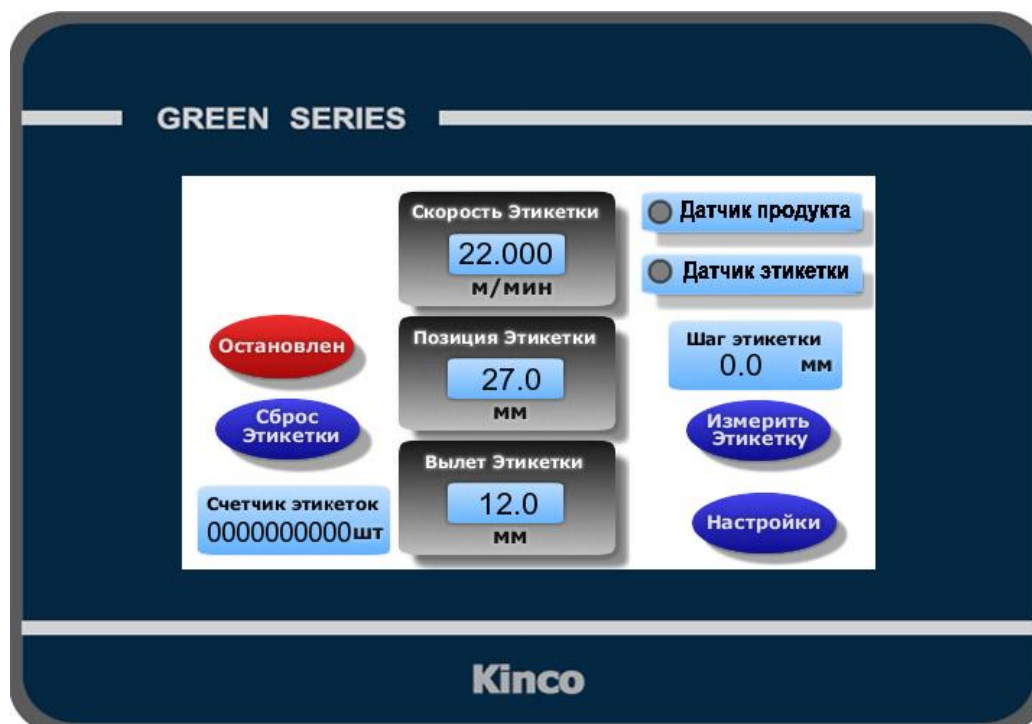 GREEN SERIES
Скорость Этикетки
22.000
м/мин
Датчик продукта
Датчик этикетки
Остановлен
Позиция Этикетки
27.0
мм
Шаг этикетки
0.0 мм
Сброс
Этикетки
Измерить
Этикетку
Вылет Этикетки
12.0
мм
Счетчик этикеток
0000000000шт
Настройки
Kinco